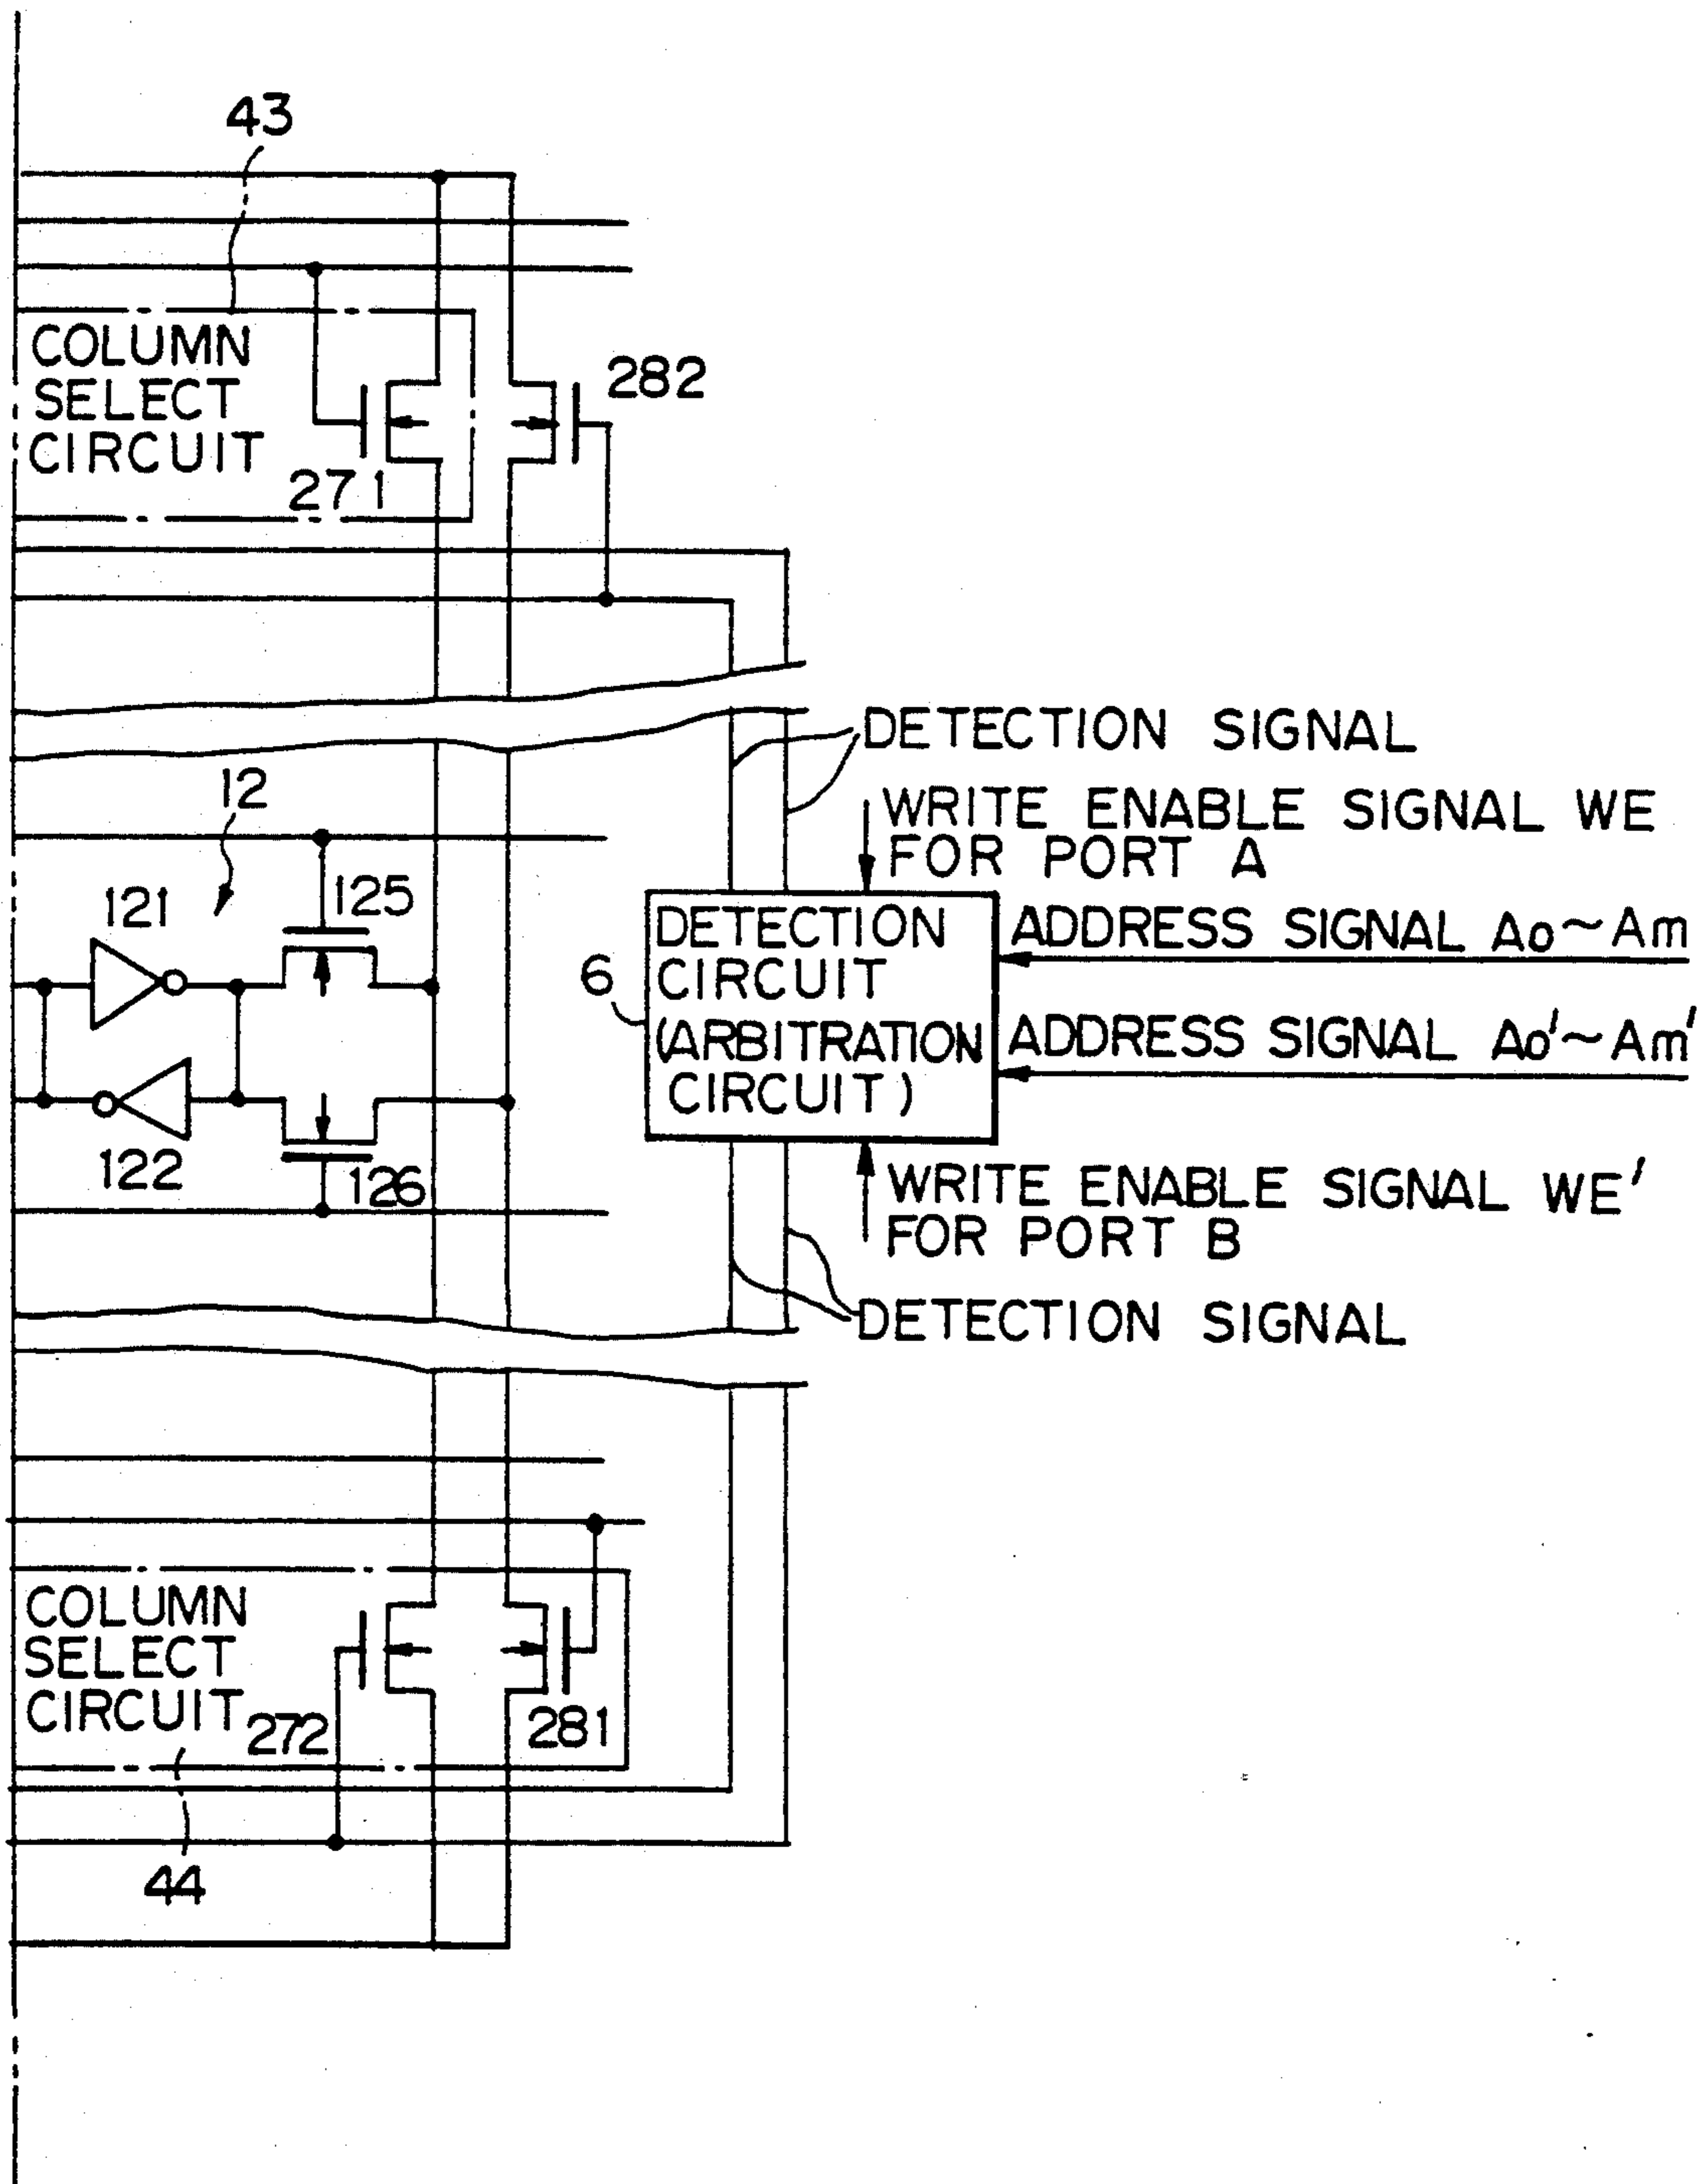 43
COLUMN
SELECT
CIRCUIT
271
282
DETECTION SIGNAL
WRITE ENABLE SIGNAL WE
FOR PORT A
12
121
125
DETECTION
CIRCUIT
(ARBITRATION
CIRCUIT)
6
ADDRESS SIGNAL Ao~Am
ADDRESS SIGNAL Ao'~Am'
122
126
WRITE ENABLE SIGNAL WE'
FOR PORT B
DETECTION SIGNAL
COLUMN
SELECT
CIRCUIT
272
281
44